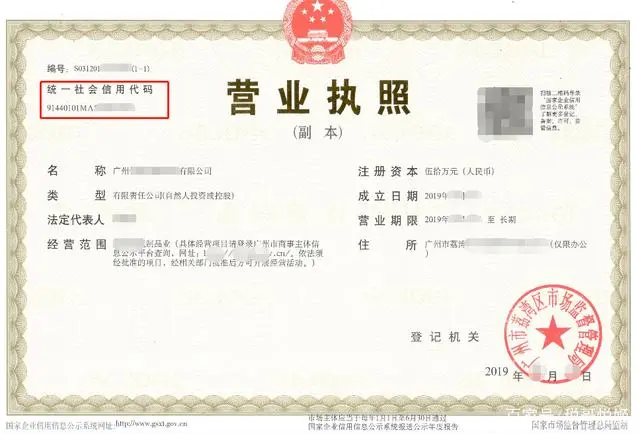 编号: S031201 (1-1)
统一社会信用代码
91440101MA
营业执照
(副 本)
扫描二维码登录
“国家企业信用
信息公示系统”
了解更多登记、
备案、许可、监
管信息。
名 称 广州 有限公司
类 型 有限责任公司(自然人投资或控股)
法定代表人
经营范围 制品业(具体经营项目请登录广州市商事主体信
息公示平台查询，网址: .cn/。依法须
经批准的项目，经相关部门批准后方可开展经营活动。)
注册资本 伍拾万元（人民币）
成立日期 2019年
营业期限 2019年 至 长期
住 所 广州市荔湾 (仅限办公
)
登记机关
广州市荔湾区市场监督管理局
2019 年 月 日
国家企业信用信息公示系统网址: http://www.gsxt.gov.cn
市场主体应当于每年1月1日至6月30日通过
国家企业信用信息公示系统报送公示年度报告
国家市场监督管理总局监制
百家号/悦哥悦娱